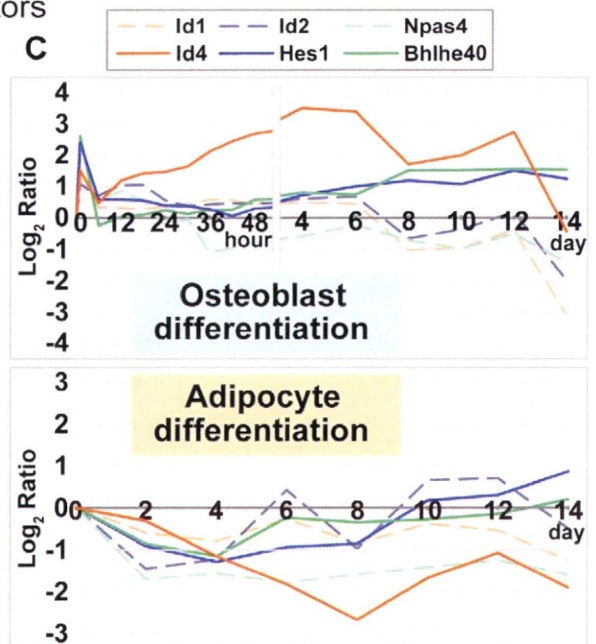 C
Id1 Id2 Npas4
Id4 Hes1 Bhlhe40
4
3
2
1
0
-1
-2
-3
-4
Log2 Ratio
0 12 24 36 48 4 6 8 10 12 14
hour day
Osteoblast
differentiation
3
2
1
0
-1
-2
-3
Log2 Ratio
Adipocyte
differentiation
0 2 4 6 8 10 12 14
day